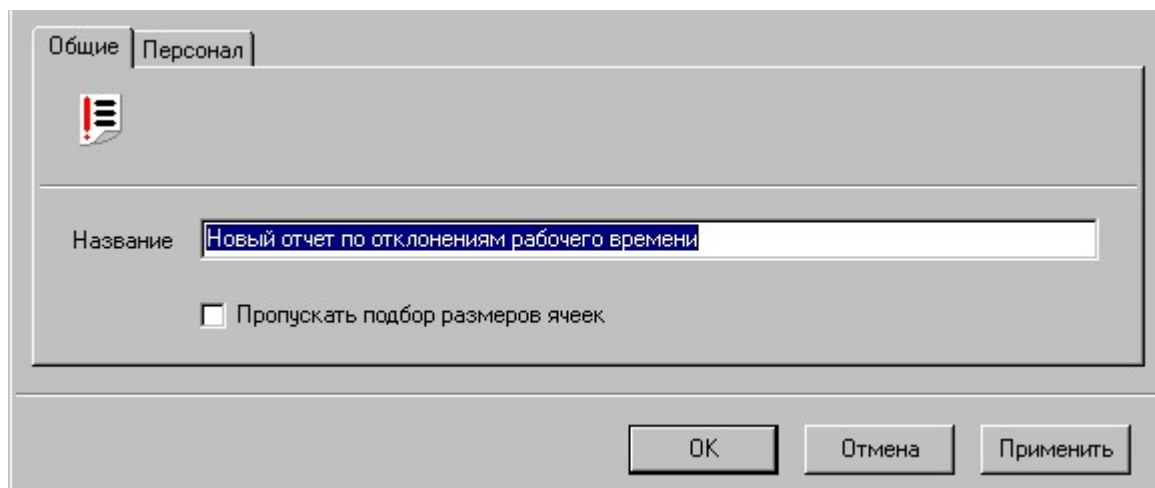 Общие Персонал
Название Новый отчет по отклонениям рабочего времени
Пропускать подбор размеров ячеек
OK Отмена Применить